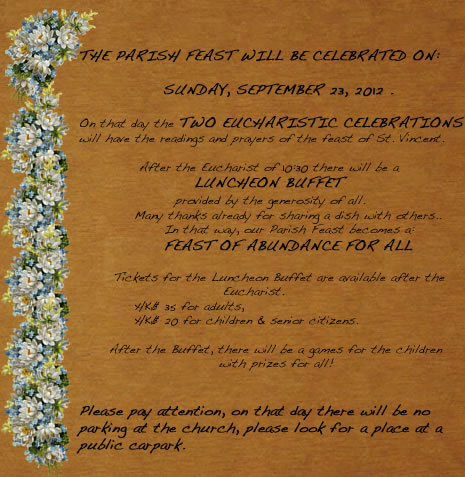 THE PARISH FEAST WILL BE CELEBRATED ON:
SUNDAY, SEPTEMBER 23, 2012 .
On that day the TWO EUCHARISTIC CELEBRATIONS
will have the readings and prayers of the feast of St. Vincent.
After the Eucharist of 10:30 there will be a
LUNCHEON BUFFET
provided by the generosity of all.
Many thanks already for sharing a dish with others..
In that way, our Parish Feast becomes a:
FEAST OF ABUNDANCE FOR ALL
Tickets for the Luncheon Buffet are available after the
Eucharist.
HK$ 35 for adults,
HK$ 20 for children & senior citizens.
After the Buffet, there will be a games for the children
with prizes for all!
Please pay attention, on that day there will be no
parking at the church, please look for a place at a
public carpark.